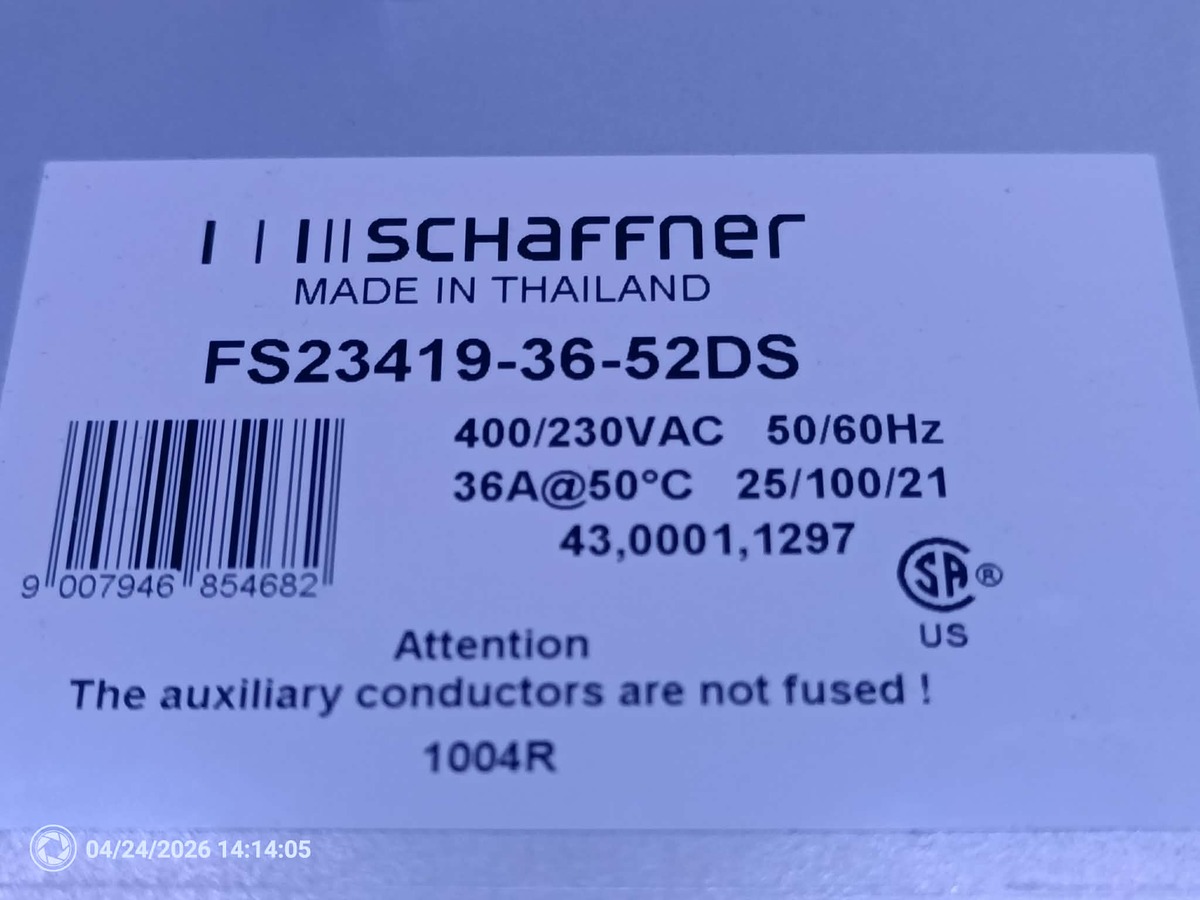 SCHAFFNER
MADE IN THAILAND
FS23419-36-52DS
400/230VAC 50/60Hz
36A@50°C 25/100/21
43,0001,1297
9 007946 854682
SA®
US
Attention
The auxiliary conductors are not fused !
1004R
04/24/2026 14:14:05